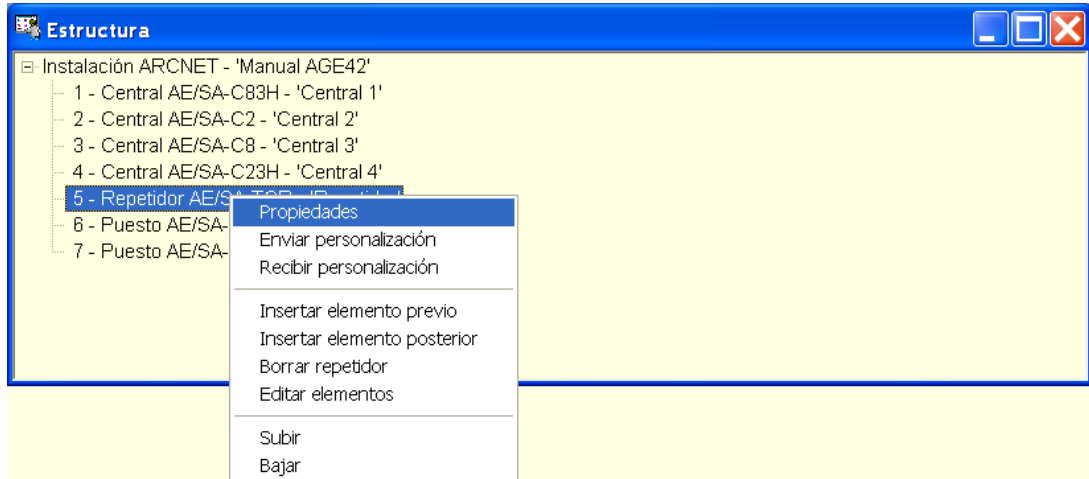 Estructura
Instalación ARCNET - 'Manual AGE42'
1 - Central AE/SA-C83H - 'Central 1'
2 - Central AE/SA-C2 - 'Central 2'
3 - Central AE/SA-C8 - 'Central 3'
4 - Central AE/SA-C23H - 'Central 4'
5 - Repetidor AE/S
6 - Puesto AE/SA-
7 - Puesto AE/SA-
Propiedades
Enviar personalización
Recibir personalización
Insertar elemento previo
Insertar elemento posterior
Borrar repetidor
Editar elementos
Subir
Bajar